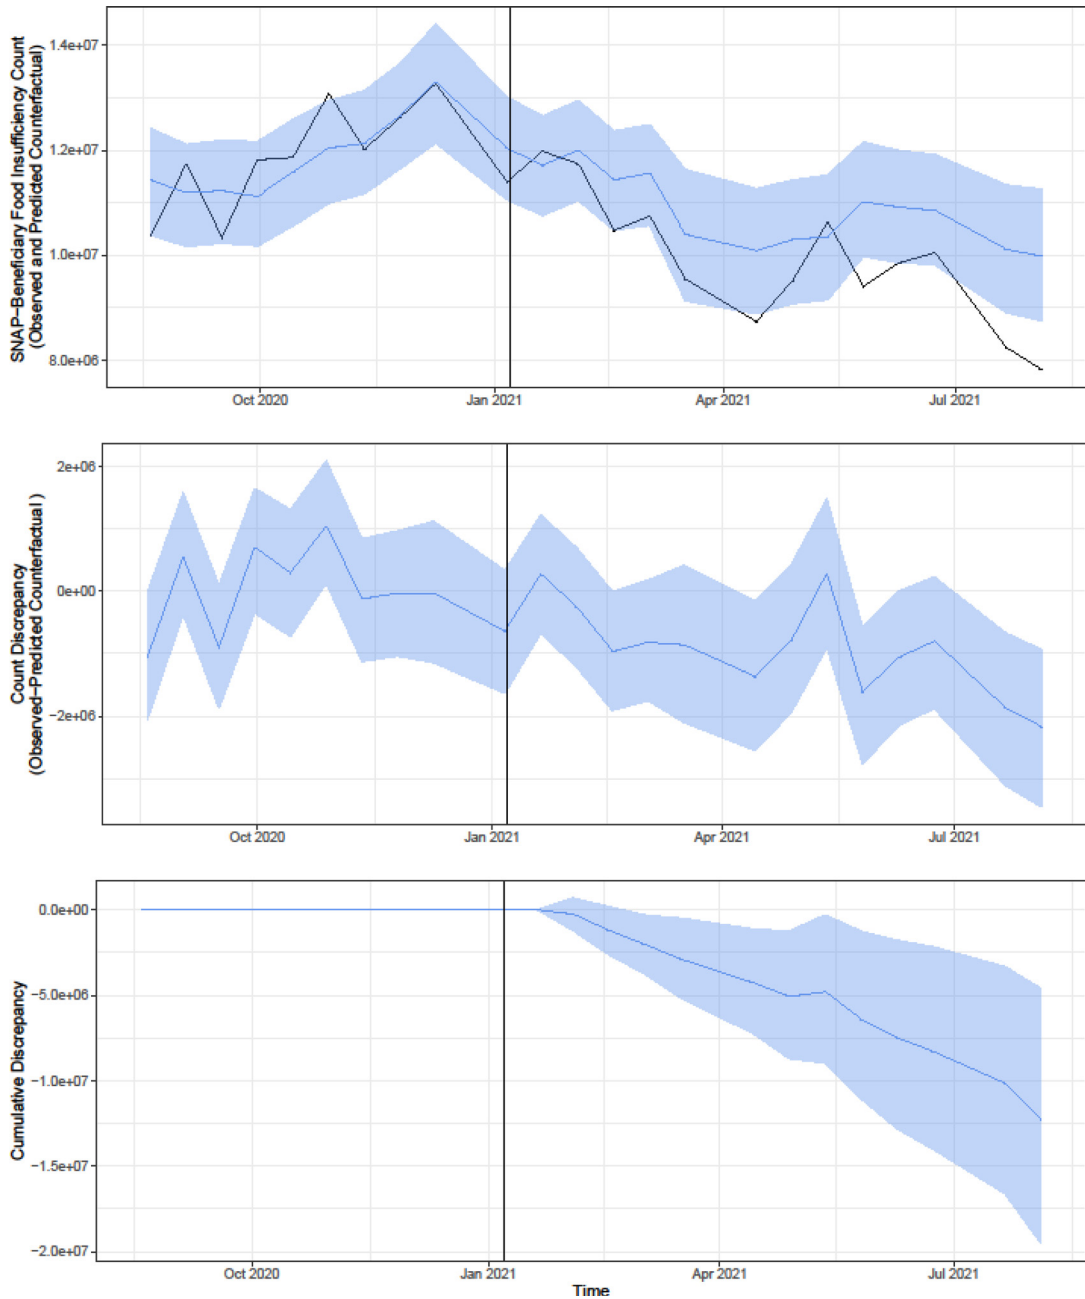 SNAP−Beneficiary Food Insufficiency Count
(Observed and Predicted Counterfactual)
1.4e+07
1.2e+07
1.0e+07
8.0e+06
Oct 2020 Jan 2021 Apr 2021 Jul 2021
Count Discrepancy
(Observed−Predicted Counterfactual )
2e+06
0e+00
−2e+06
Oct 2020 Jan 2021 Apr 2021 Jul 2021
Cumulative Discrepancy
0.0e+00
−5.0e+06
−1.0e+07
−1.5e+07
−2.0e+07
Oct 2020 Jan 2021 Apr 2021 Jul 2021
Time